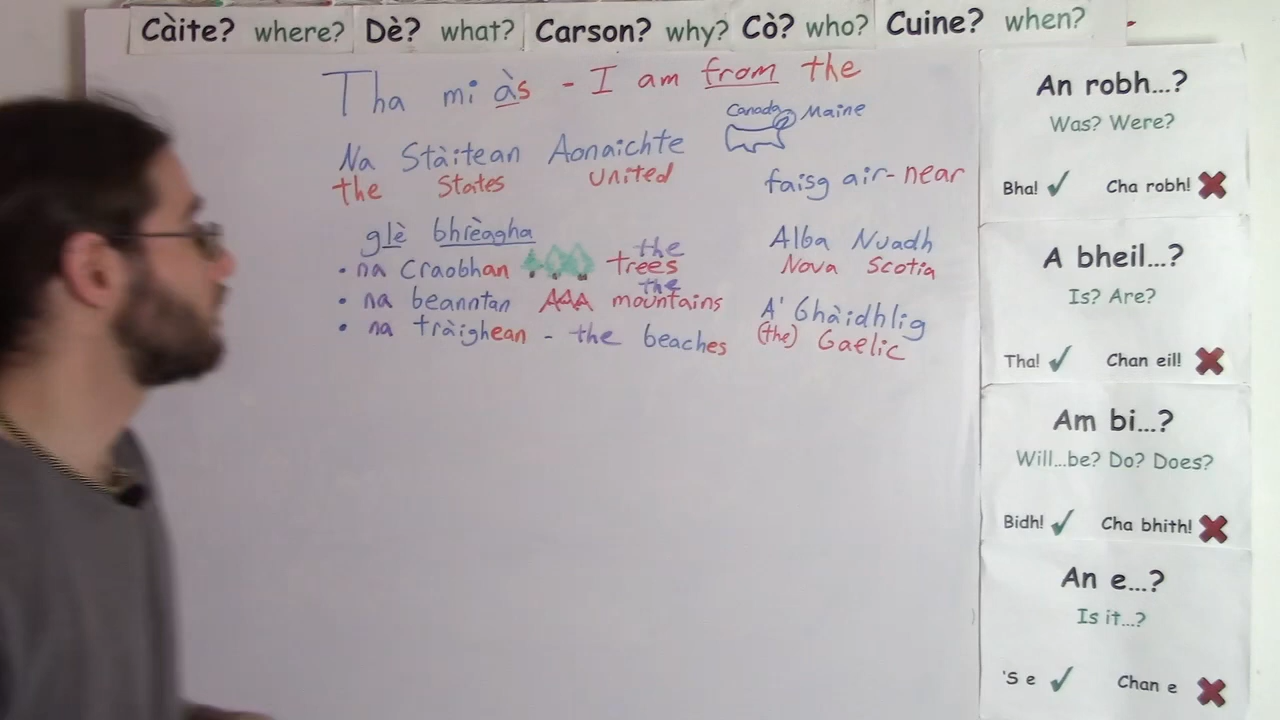 Càite? where? Dè? what? Carson? why? Cò? who? Cuine? when?
Tha mi às - I am from the
Canada Maine
Na Stàitean Aonaichte
the States United
faisg air - near
glè bhrèagha
Alba Nuadh
Nova Scotia
the
• na craobhan trees
the
• na beanntan mountains
• na tràighean - the beaches
A' Ghàidhlig
(the) Gaelic
An robh...?
Was? Were?
Bha! ✓ Cha robh! ✗
A bheil...?
Is? Are?
Tha! ✓ Chan eil! ✗
Am bi...?
Will...be? Do? Does?
Bidh! ✓ Cha bhith! ✗
An e...?
Is it...?
'S e ✓ Chan e ✗